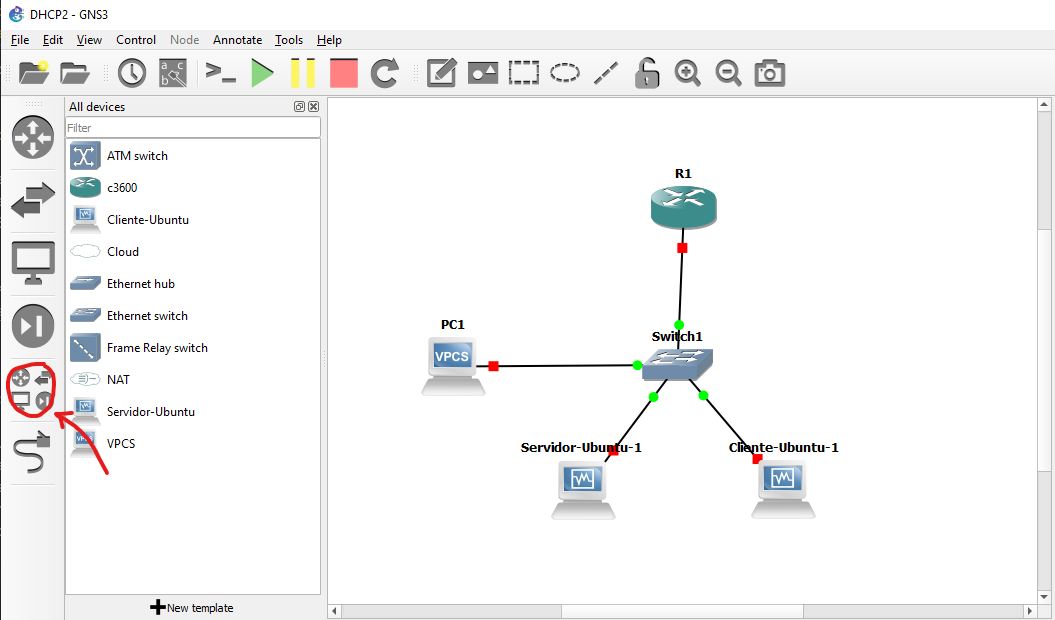 DHCP2 - GNS3
File Edit View Control Node Annotate Tools Help
All devices
Filter
ATM switch
c3600
Cliente-Ubuntu
Cloud
Ethernet hub
Ethernet switch
Frame Relay switch
NAT
Servidor-Ubuntu
VPCS
New template
R1
PC1
VPCS
Switch1
Servidor-Ubuntu-1
Cliente-Ubuntu-1